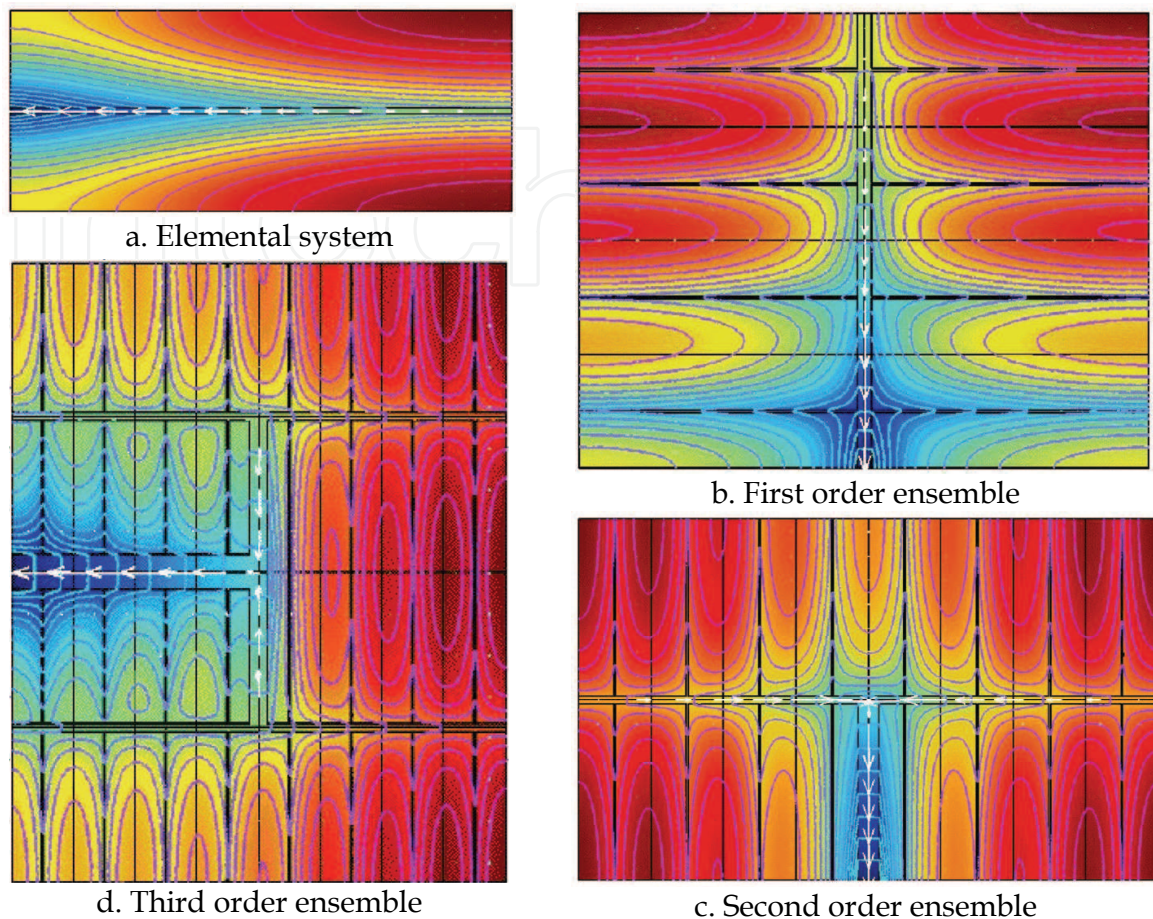 a. Elemental system
b. First order ensemble
d. Third order ensemble
c. Second order ensemble